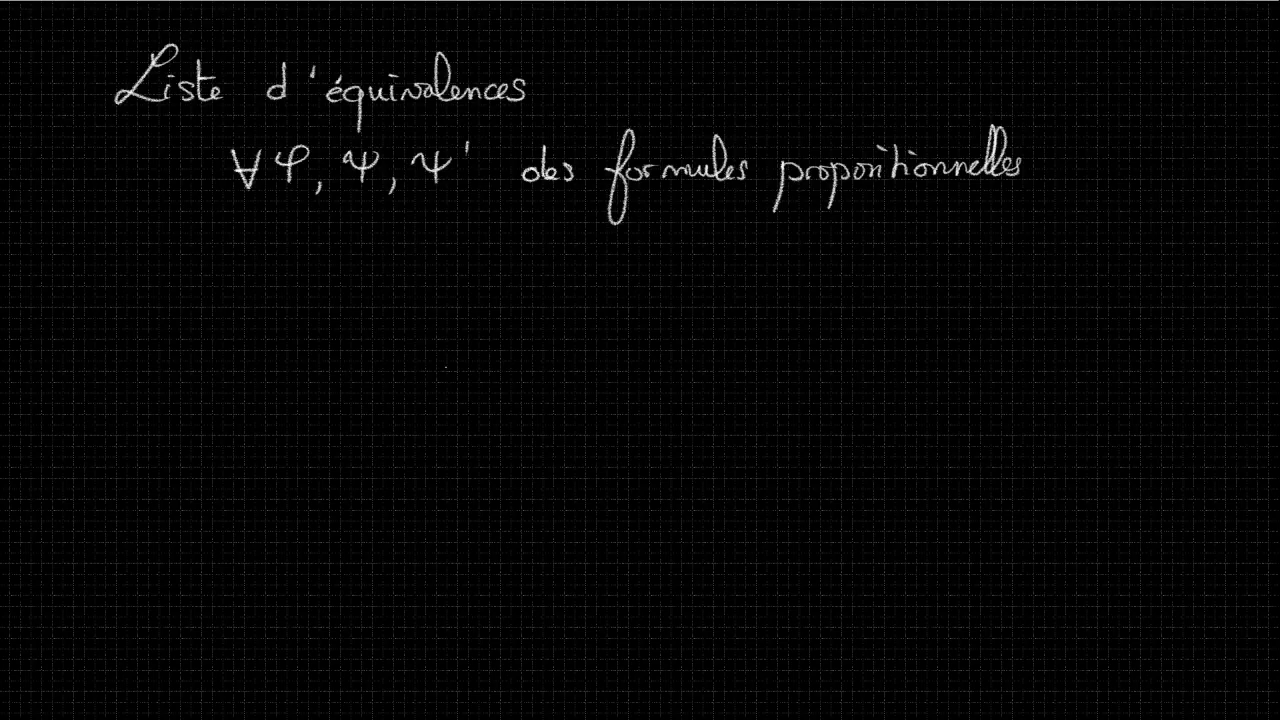 Liste d'équivalences
∀φ, ψ, ψ' des formules propositionnelles